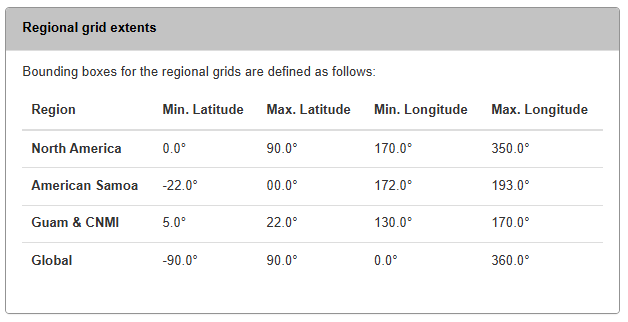 Regional grid extents
Bounding boxes for the regional grids are defined as follows:
Region Min. Latitude Max. Latitude Min. Longitude Max. Longitude
North America 0.0° 90.0° 170.0° 350.0°
American Samoa -22.0° 00.0° 172.0° 193.0°
Guam & CNMI 5.0° 22.0° 130.0° 170.0°
Global -90.0° 90.0° 0.0° 360.0°